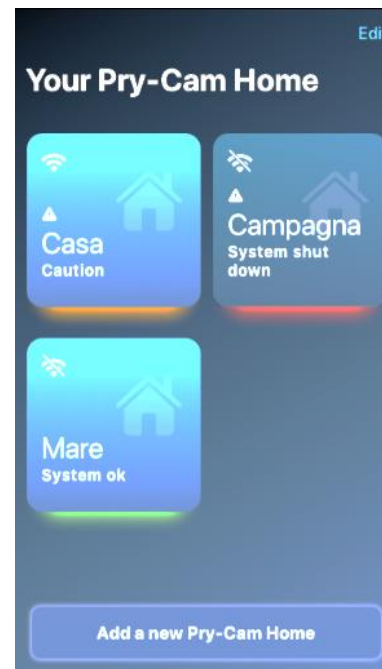 Edi
Your Pry-Cam Home
Casa
Caution
Campagna
System shut
down
Mare
System ok
Add a new Pry-Cam Home